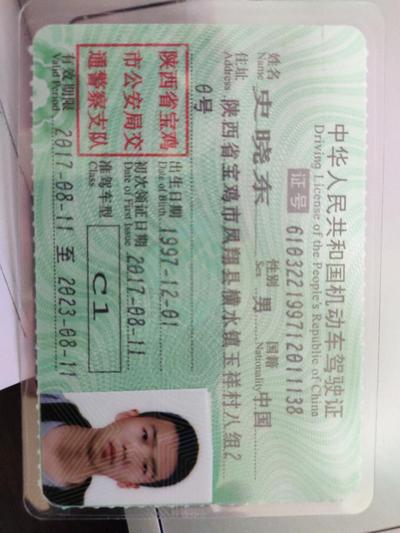 中华人民共和国机动车驾驶证
Driving License of the People's Republic of China
证号 610322199712011138
姓名 史晓东 性别 男 国籍 中国
Name Sex Nationality
住址 陕西省宝鸡市凤翔县横水镇玉祥村八组2
Address
0号
陕西省宝鸡
市公安局交
通警察支队
出生日期 1997-12-01
Date of Birth
初次领证日期 2017-08-11
Date of First Issue
准驾车型 C1
Class
有效期限 2017-08-11 至 2023-08-11
Valid Period